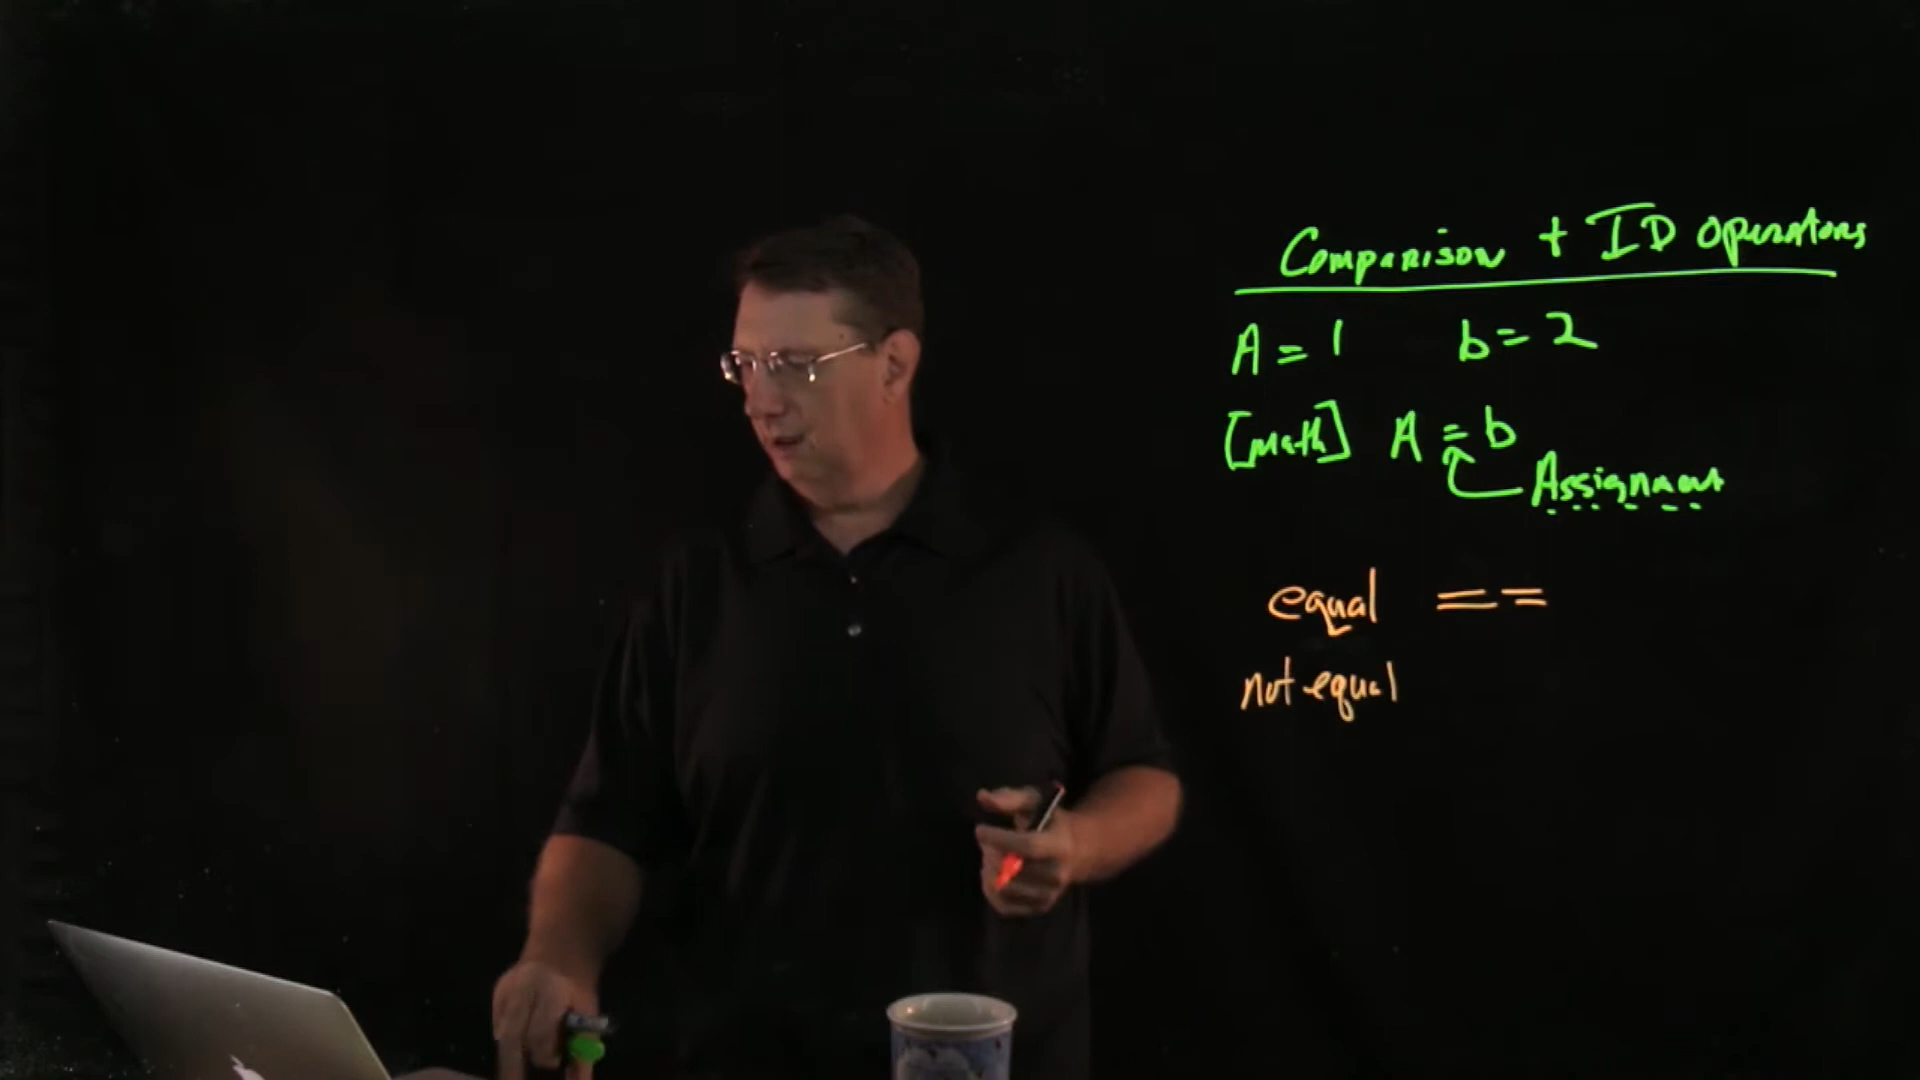 Comparison + ID Operators
A = 1 b = 2
[math] A = b
Assignment
equal ==
not equal